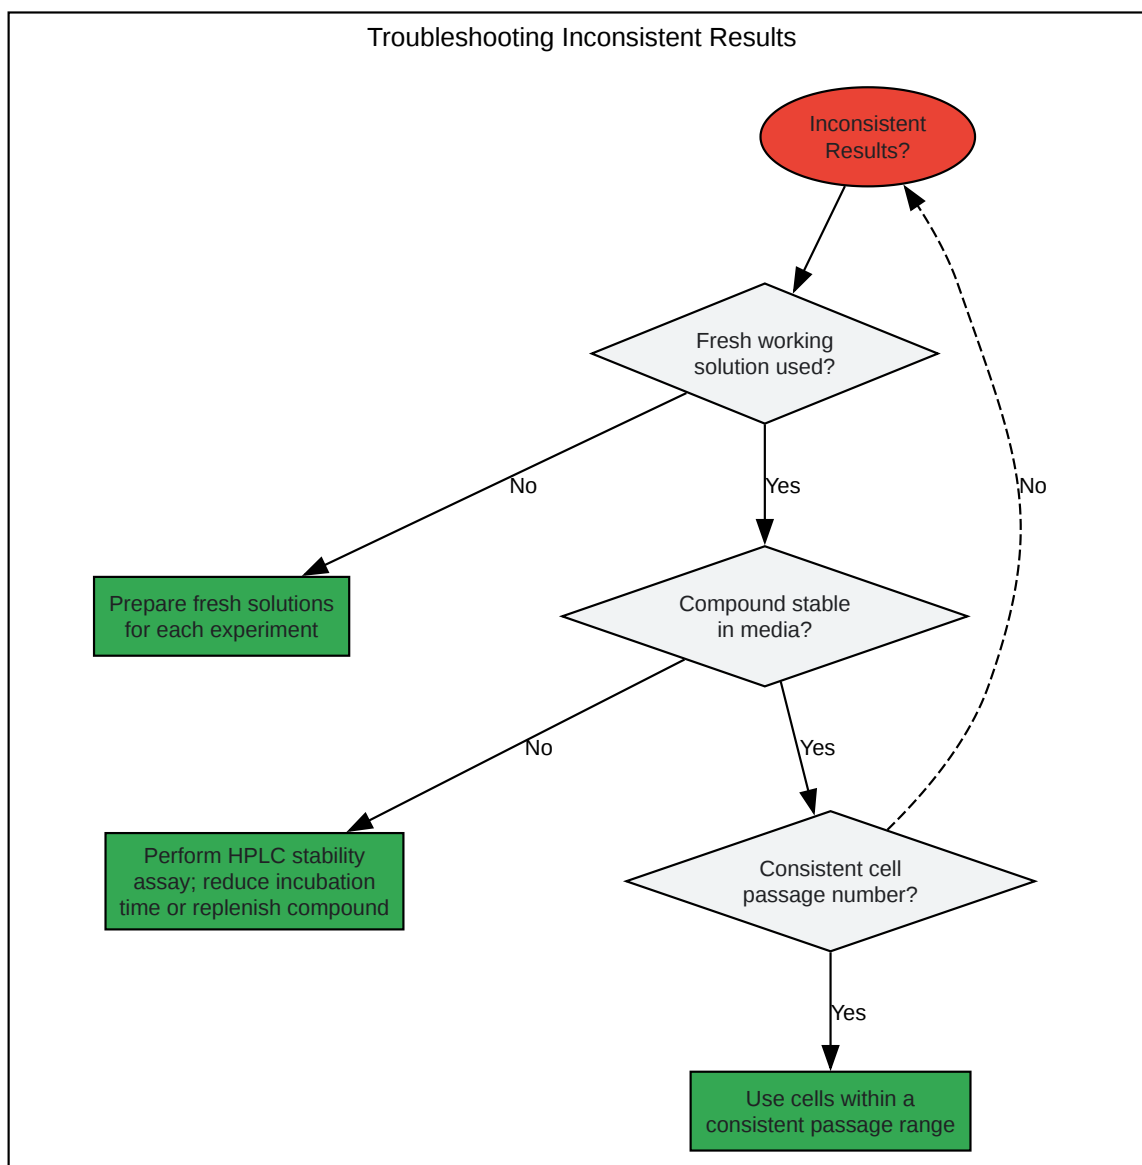 Troubleshooting Inconsistent Results
Inconsistent
Results?
Fresh working
solution used?
No
Yes
Prepare fresh solutions
for each experiment
Compound stable
in media?
No
Yes
No
Perform HPLC stability
assay; reduce incubation
time or replenish compound
Consistent cell
passage number?
Yes
Use cells within a
consistent passage range